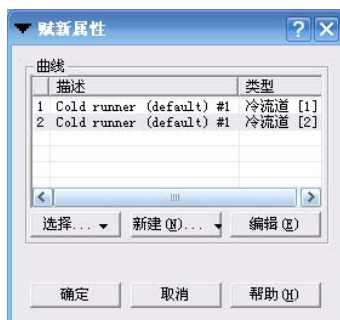 赋新属性
曲线
描述 类型
1 Cold runner (default) #1 冷流道 [1]
2 Cold runner (default) #1 冷流道 [2]
选择... 新建(N)... 编辑(E)
确定 取消 帮助(H)